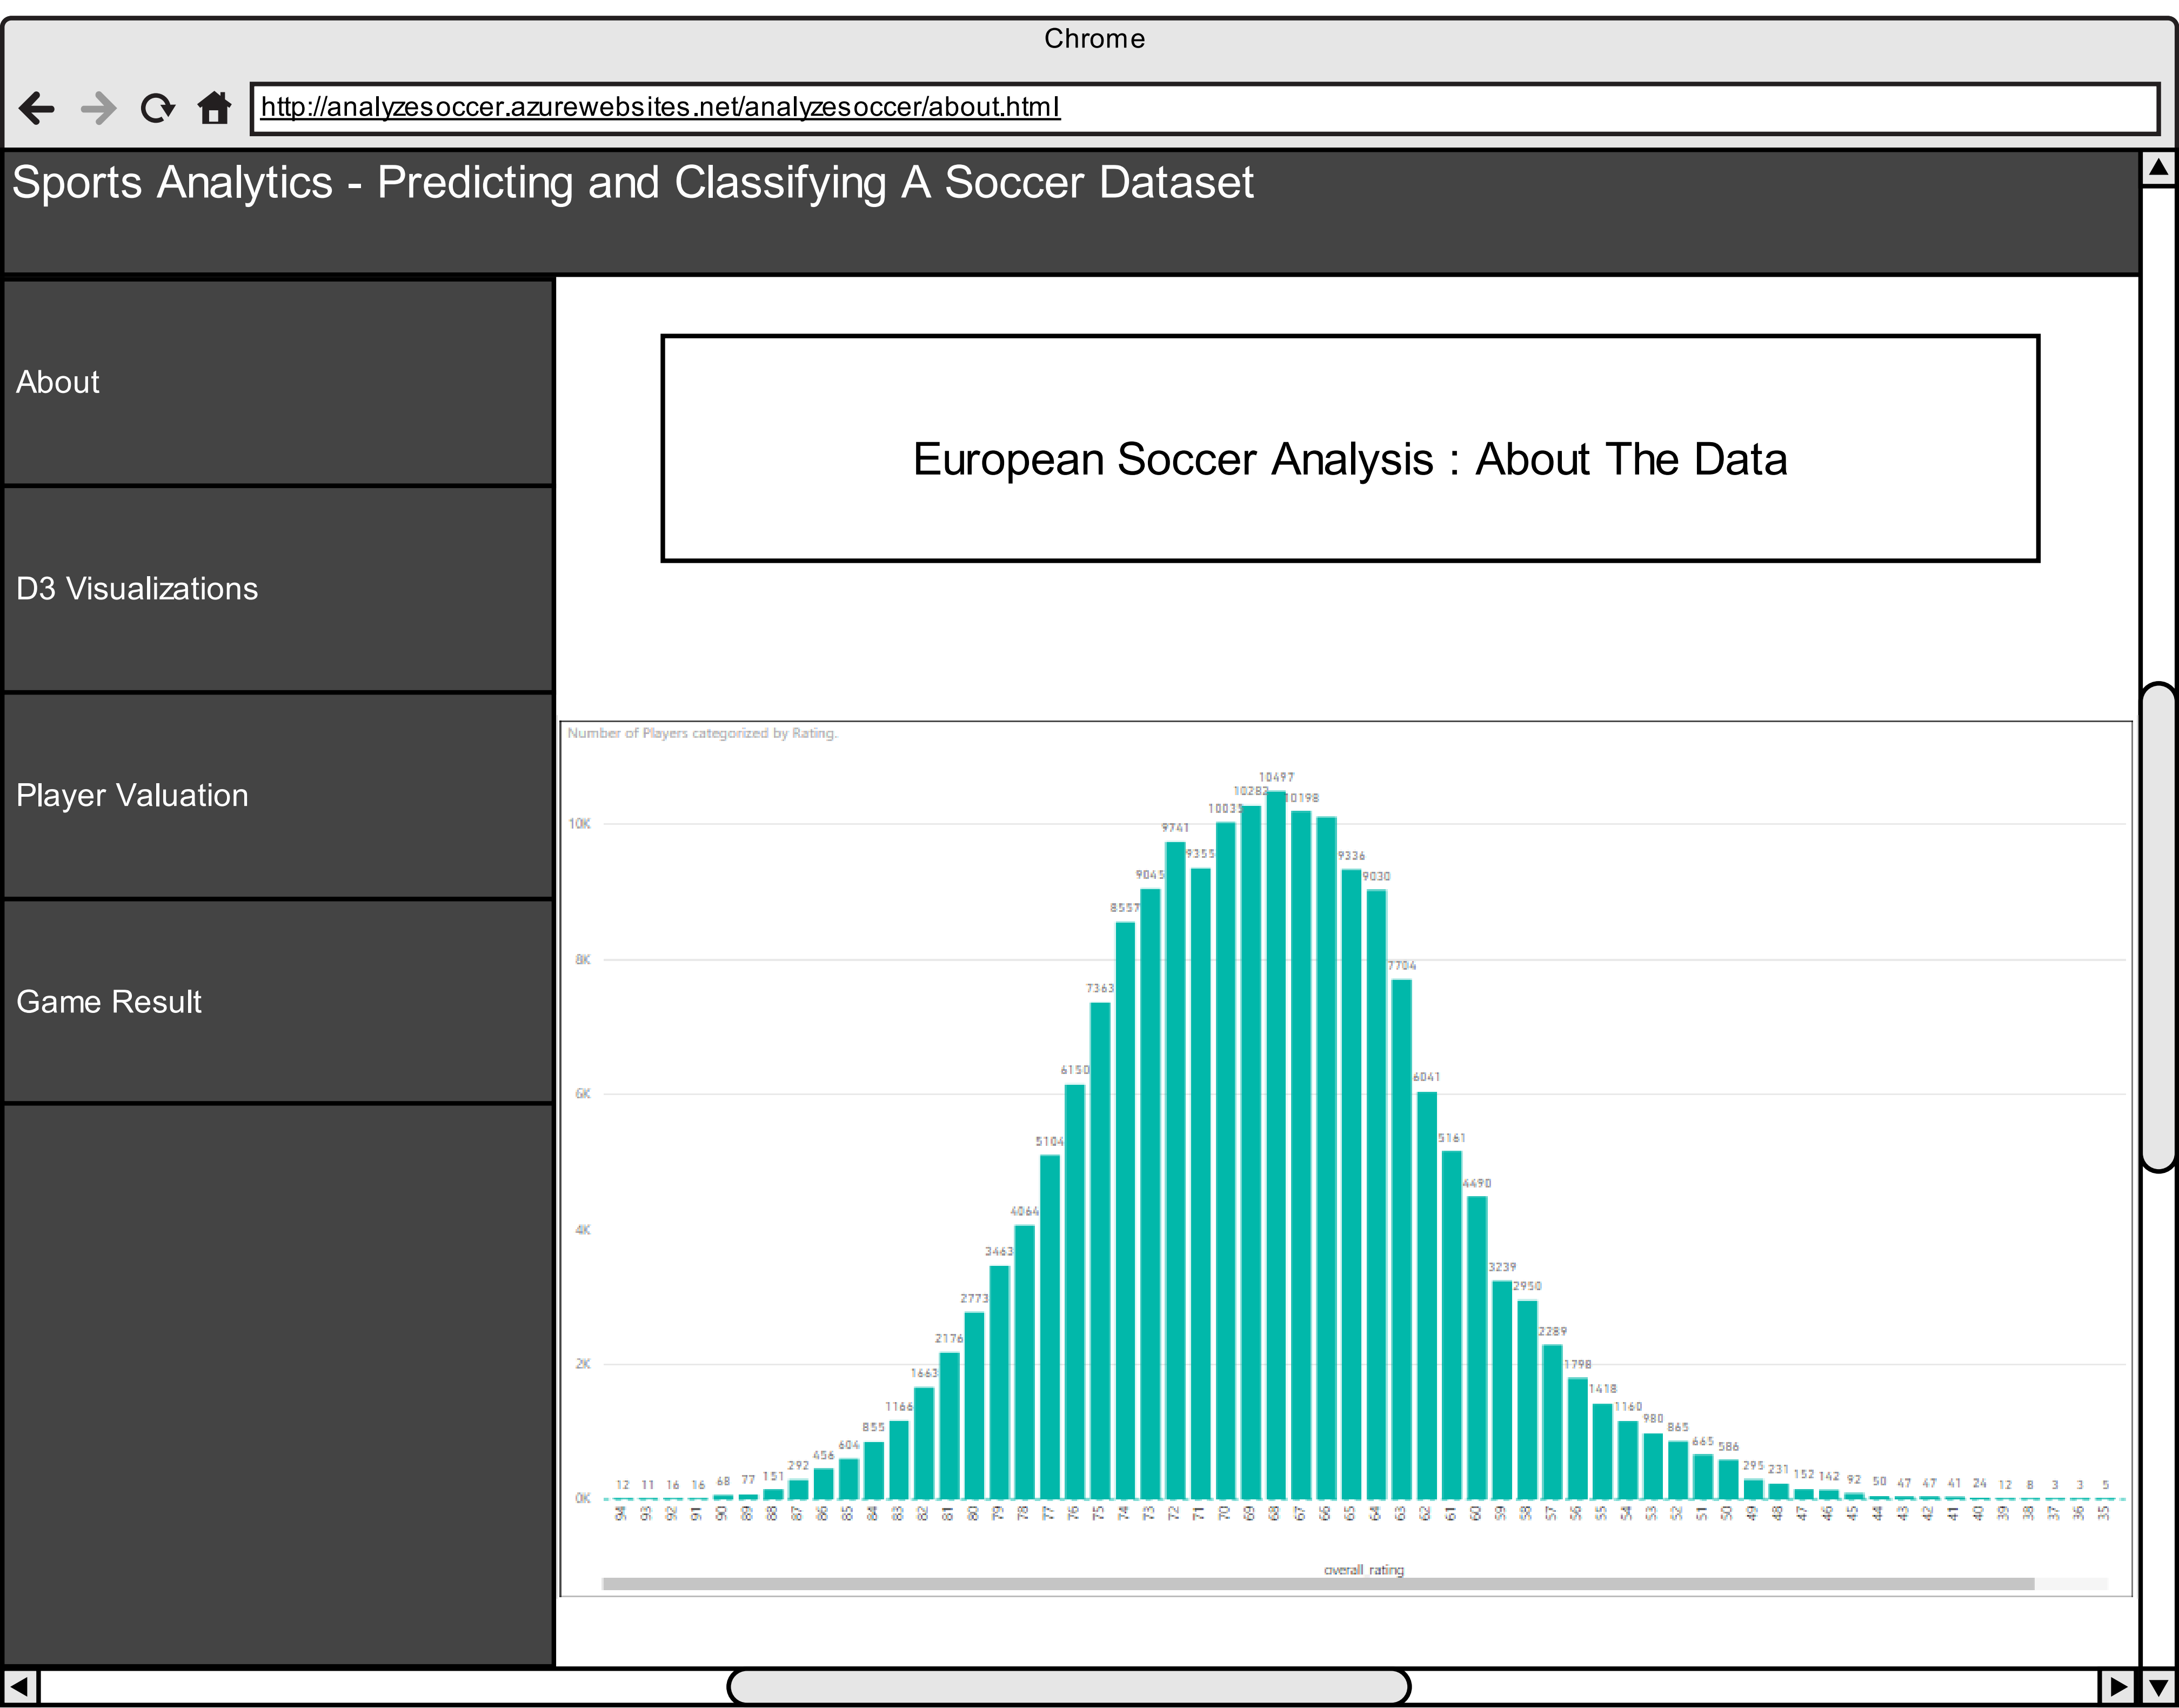 Chrome
http://analyzesoccer.azurewebsites.net/analyzesoccer/about.html
Sports Analytics - Predicting and Classifying A Soccer Dataset
About
D3 Visualizations
Player Valuation
Game Result
European Soccer Analysis : About The Data
Number of Players categorized by Rating.
10K
8K
6K
4K
2K
0K
12 11 16 16 68 77 151 292 456 604 855 1166 1663 2176 2773 3463 4064 5104 6150 7363 8557 9045 9741 9355 10282 10497 10198 9336 9030 7704 6041 5161 4490 3239 2950 2289 1798 1418 1160 980 865 665 586 295 231 152 142 92 50 47 47 41 24 12 8 3 3 5
94 93 92 91 90 89 88 87 86 85 84 83 82 81 80 79 78 77 76 75 74 73 72 71 70 69 68 67 66 65 64 63 62 61 60 59 58 57 56 55 54 53 52 51 50 49 48 47 46 45 44 43 42 41 40 39 38 37 36 35
overall rating